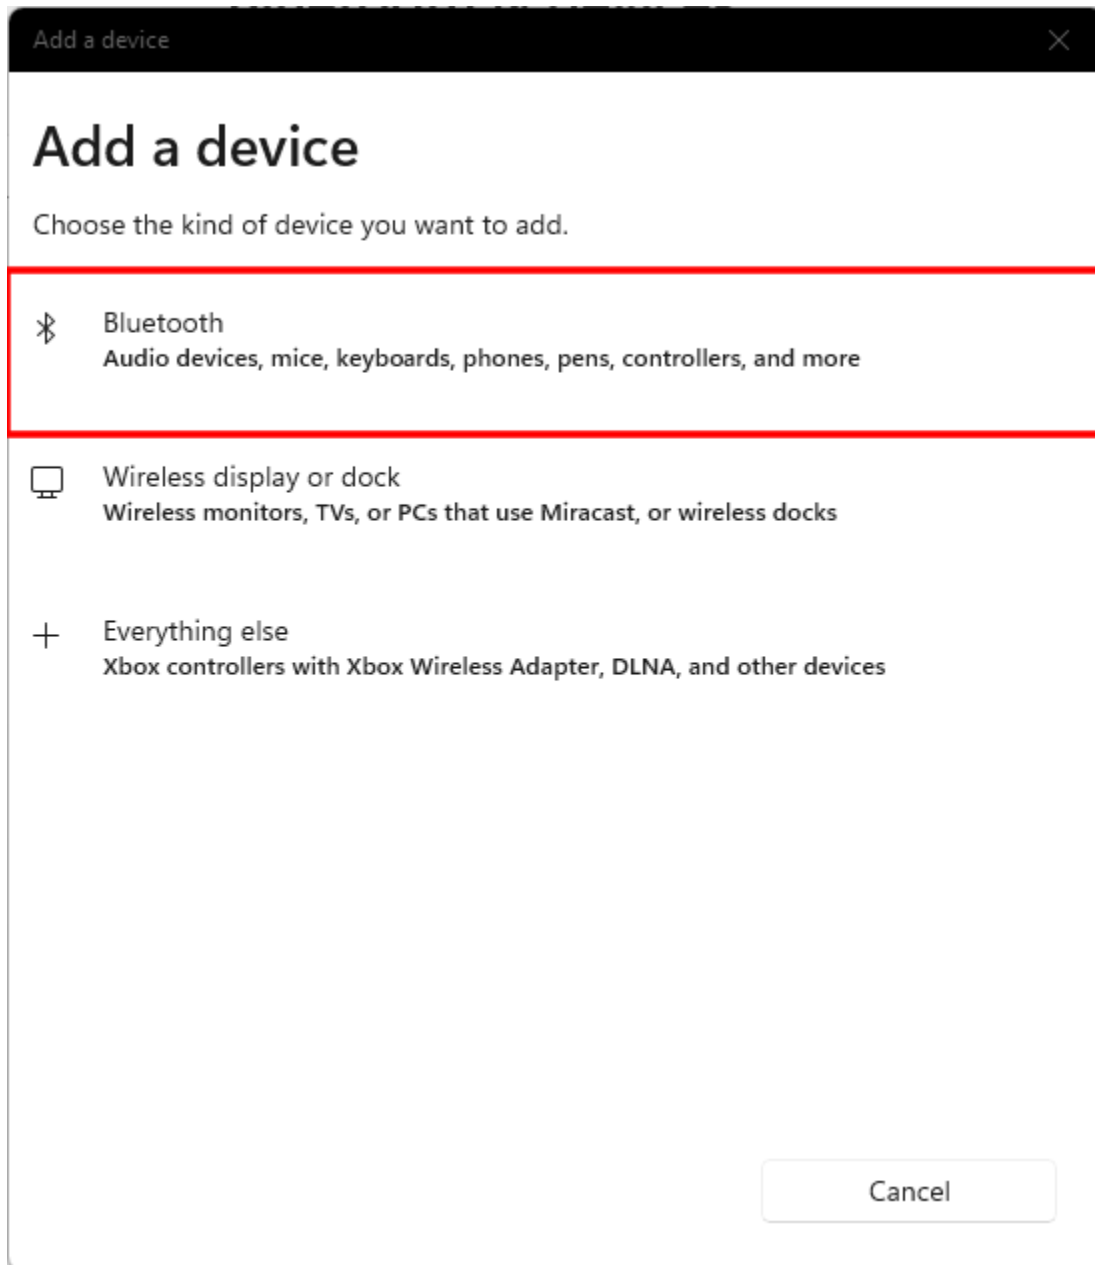 Add a device
Add a device
Choose the kind of device you want to add.
Bluetooth
Audio devices, mice, keyboards, phones, pens, controllers, and more
Wireless display or dock
Wireless monitors, TVs, or PCs that use Miracast, or wireless docks
Everything else
Xbox controllers with Xbox Wireless Adapter, DLNA, and other devices
Cancel